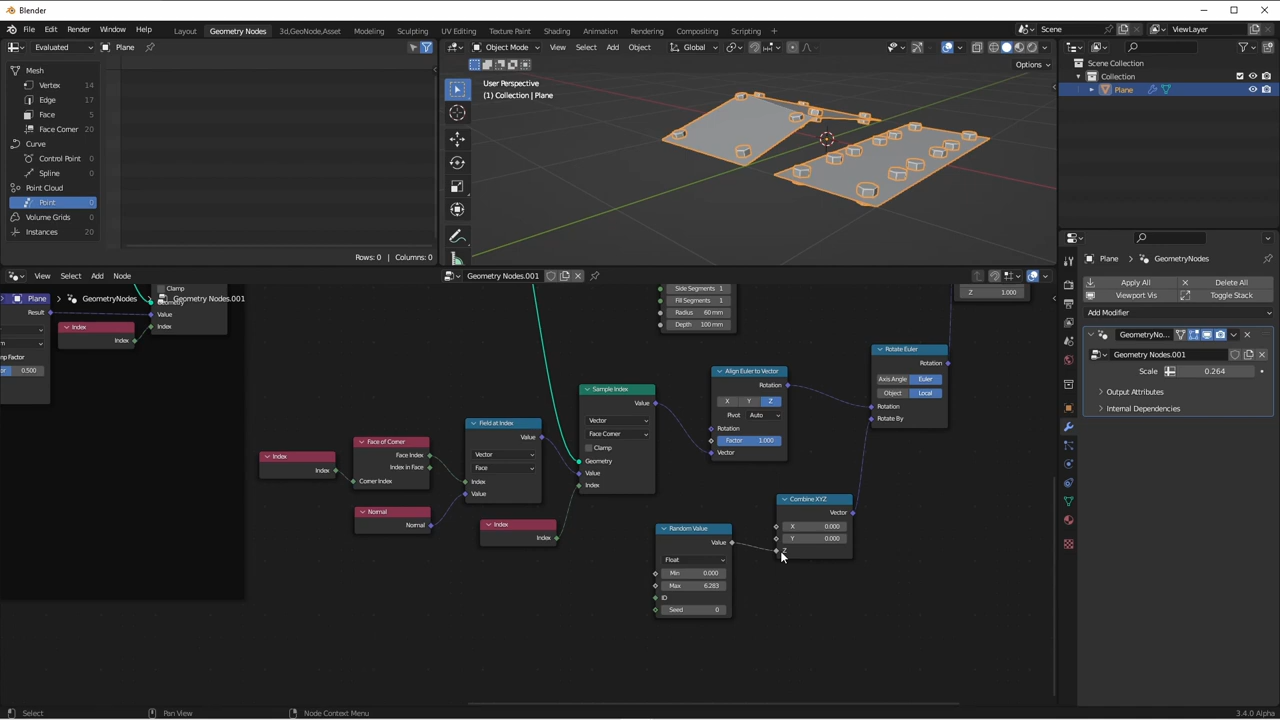 Blender
File Edit Render Window Help Layout Geometry Nodes 3d,GeoNode,Asset Modeling Sculpting UV Editing Texture Paint Shading Animation Rendering Compositing Scripting Scene ViewLayer
Evaluated Plane
Object Mode View Select Add Object Global
Options
Mesh
Vertex 14
Edge 17
Face 5
Face Corner 20
Curve
Control Point 0
Spline 0
Point Cloud
Point 0
Volume Grids 0
Instances 20
Rows: 0 | Columns: 0
User Perspective
(1) Collection | Plane
Scene Collection
Collection
Plane
View Select Add Node
Geometry Nodes.001
Plane GeometryNodes Geometry Nodes.001
Clamp
Geometry
Result
Value
Index
Index
Index
0.500
Side Segments 1
Fill Segments 1
Radius 60 mm
Depth 100 mm
Z 1.000
Index
Index
Face of Corner
Face Index
Index in Face
Corner Index
Normal
Normal
Field at Index
Value
Vector
Face
Index
Value
Index
Index
Sample Index
Value
Vector
Face Corner
Clamp
Geometry
Value
Index
Align Euler to Vector
Rotation
X Y Z
Pivot Auto
Rotation
Factor 1.000
Vector
Random Value
Value
Float
Min 0.000
Max 6.283
ID
Seed 0
Combine XYZ
Vector
X 0.000
Y 0.000
Z
Rotate Euler
Rotation
Axis Angle Euler
Object Local
Rotation
Rotate By
Plane GeometryNodes
Apply All Delete All
Viewport Vis Toggle Stack
Add Modifier
GeometryNo...
Geometry Nodes.001
Scale 0.264
Output Attributes
Internal Dependencies
Select Pan View Node Context Menu 3.4.0 Alpha